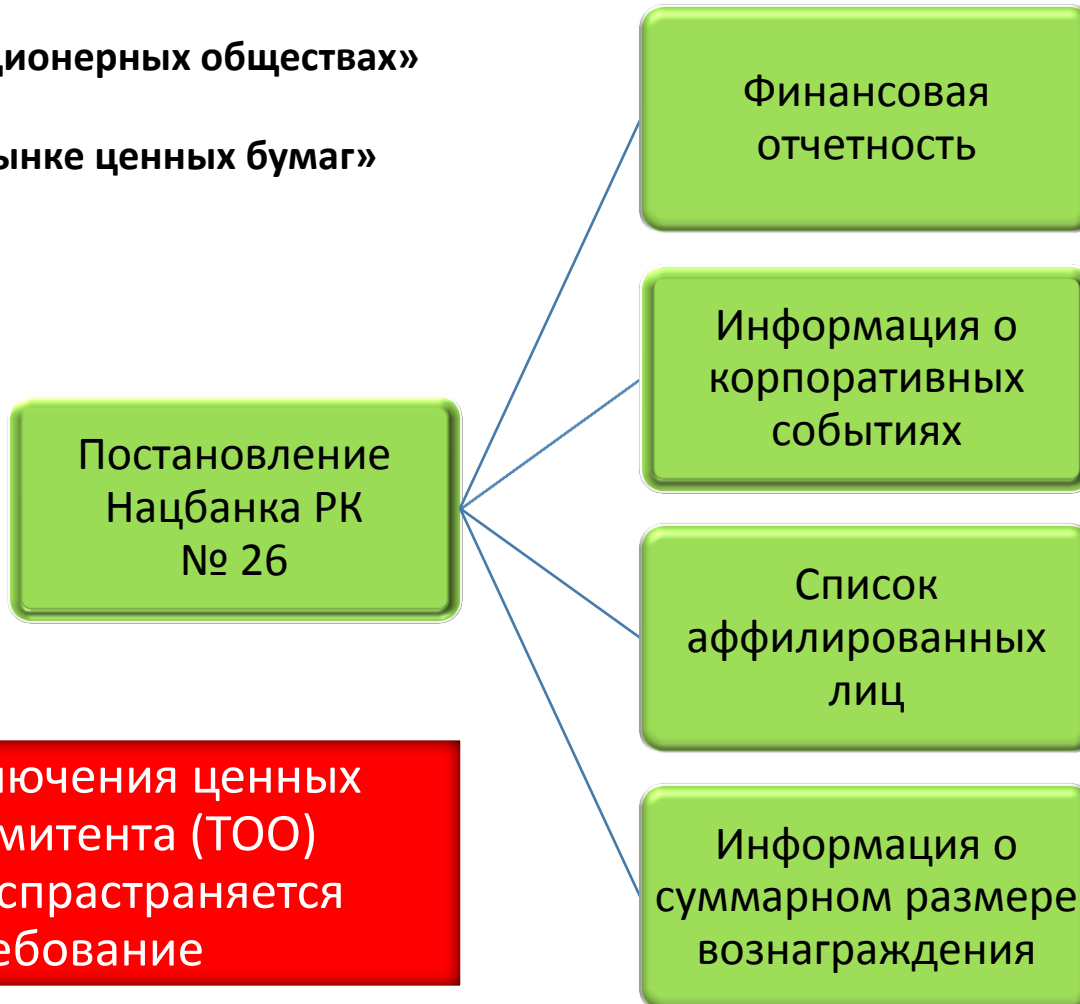 ционерных обществах»
ынке ценных бумаг»
Постановление
Нацбанка РК
№ 26
лючения ценных
митента (ТОО)
спрастраняется
ебование
Финансовая
отчетность
Информация о
корпоративных
событиях
Список
аффилированных
лиц
Информация о
суммарном размере
вознаграждения